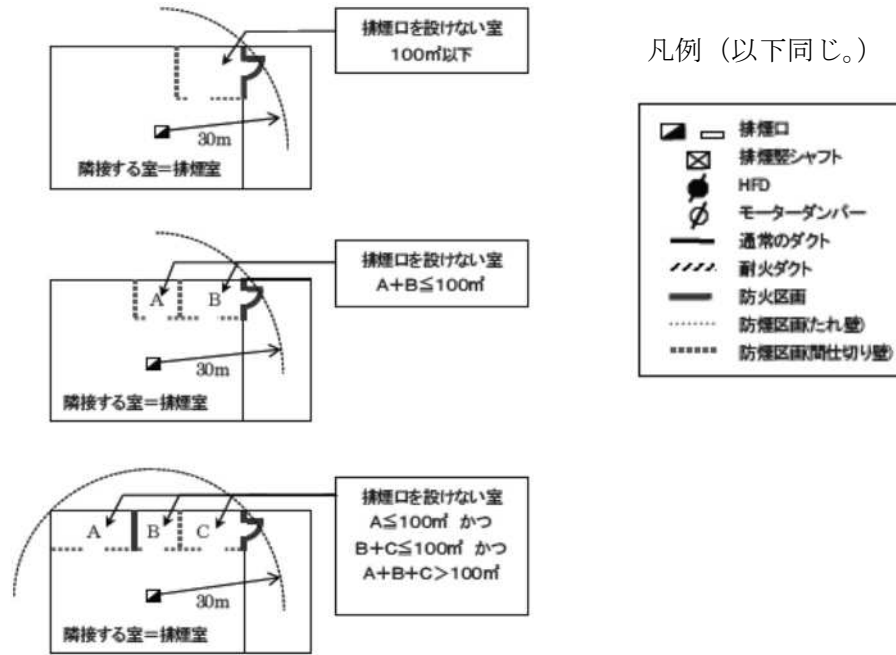 排煙口を設けない室
100㎡以下
30m
隣接する室＝排煙室
排煙口を設けない室
A+B≦100㎡
A
B
30m
隣接する室＝排煙室
排煙口を設けない室
A≦100㎡ かつ
B+C≦100㎡ かつ
A+B+C＞100㎡
A
B
C
30m
隣接する室＝排煙室
凡例（以下同じ。）
排煙口
排煙竪シャフト
HFD
モーターダンパー
通常のダクト
耐火ダクト
防火区画
防煙区画(たれ壁)
防煙区画(間仕切り壁)